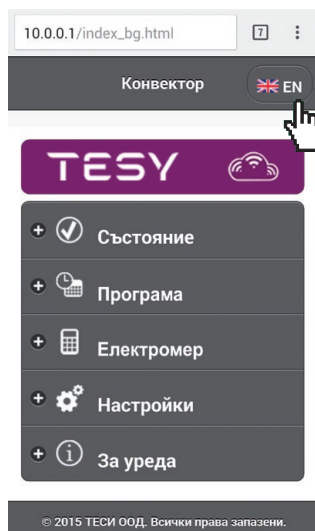 10.0.0.1/index_bg.html 7
Конвектор EN
TESY
Състояние
Програма
Електромер
Настройки
За уреда
© 2015 ТЕСИ ООД. Всички права запазени.